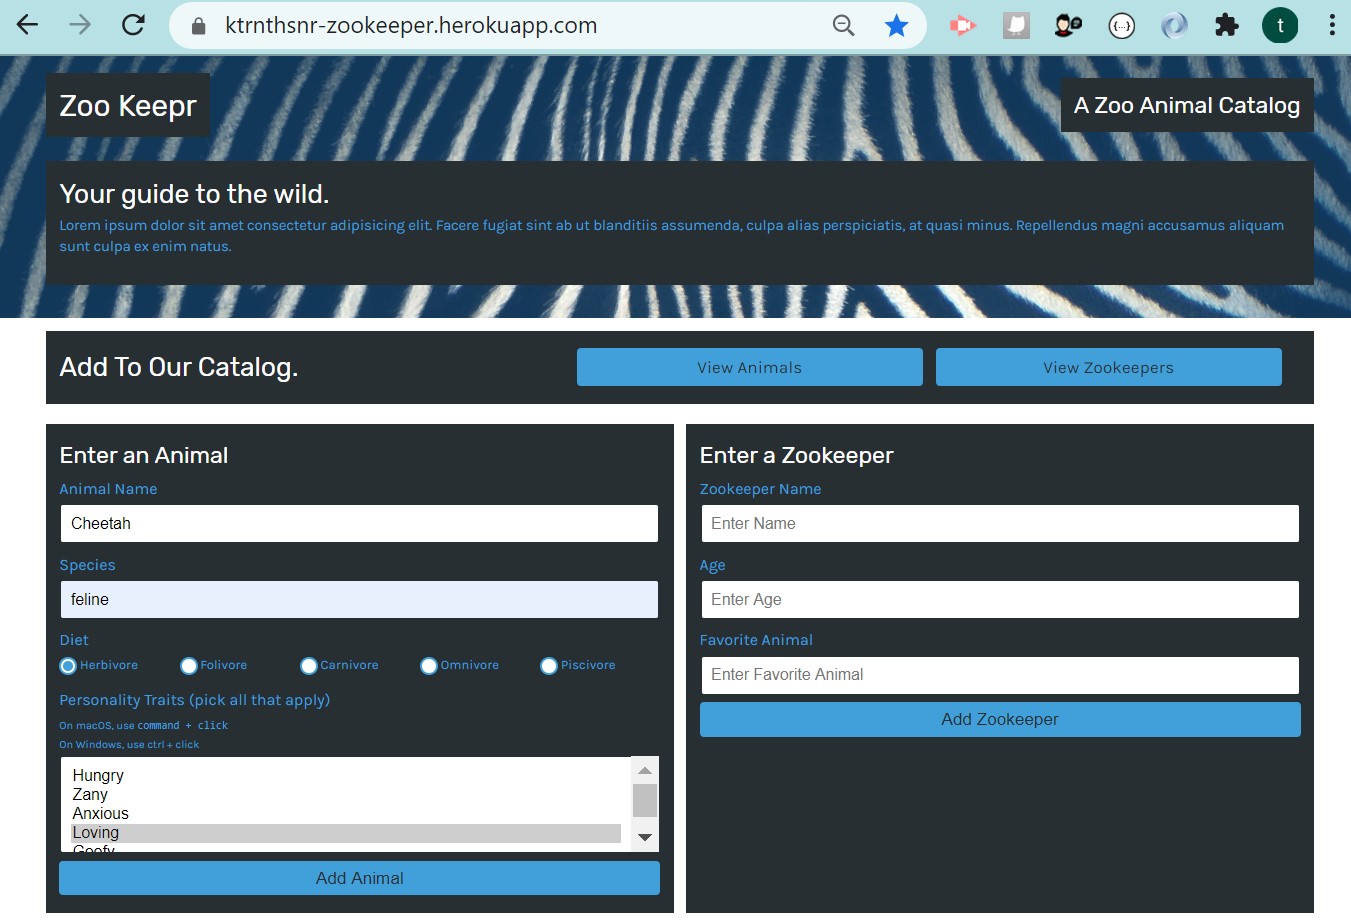 ktrnthsnr-zookeeper.herokuapp.com
t
Zoo Keepr
A Zoo Animal Catalog
Your guide to the wild.
Lorem ipsum dolor sit amet consectetur adipisicing elit. Facere fugiat sint ab ut blanditiis assumenda, culpa alias perspiciatis, at quasi minus. Repellendus magni accusamus aliquam
sunt culpa ex enim natus.
Add To Our Catalog.
View Animals
View Zookeepers
Enter an Animal
Animal Name
Cheetah
Species
feline
Diet
Herbivore Folivore Carnivore Omnivore Piscivore
Personality Traits (pick all that apply)
On macOS, use command + click
On Windows, use ctrl + click
Hungry
Zany
Anxious
Loving
Goofy
Add Animal
Enter a Zookeeper
Zookeeper Name
Enter Name
Age
Enter Age
Favorite Animal
Enter Favorite Animal
Add Zookeeper